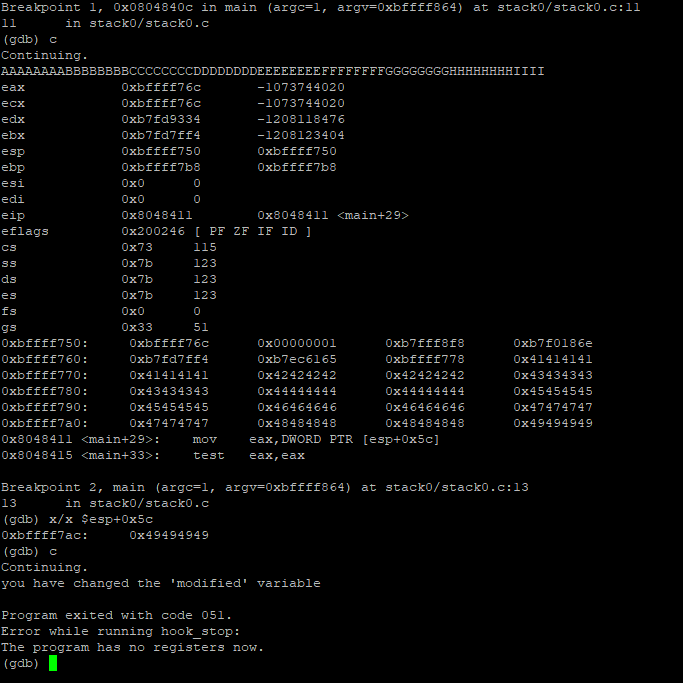 Breakpoint 1, 0x0804840c in main (argc=1, argv=0xbffff864) at stack0/stack0.c:11
11      in stack0/stack0.c
(gdb) c
Continuing.
AAAAAAAABBBBBBBBCCCCCCCCDDDDDDDDEEEEEEEEFFFFFFFFGGGGGGGGHHHHHHHHIIII
eax            0xbffff76c       -1073744020
ecx            0xbffff76c       -1073744020
edx            0xb7fd9334       -1208118476
ebx            0xb7fd7ff4       -1208123404
esp            0xbffff750       0xbffff750
ebp            0xbffff7b8       0xbffff7b8
esi            0x0      0
edi            0x0      0
eip            0x8048411        0x8048411 <main+29>
eflags         0x200246 [ PF ZF IF ID ]
cs             0x73     115
ss             0x7b     123
ds             0x7b     123
es             0x7b     123
fs             0x0      0
gs             0x33     51
0xbffff750:     0xbffff76c      0x00000001      0xb7fff8f8      0xb7f0186e
0xbffff760:     0xb7fd7ff4      0xb7ec6165      0xbffff778      0x41414141
0xbffff770:     0x41414141      0x42424242      0x42424242      0x43434343
0xbffff780:     0x43434343      0x44444444      0x44444444      0x45454545
0xbffff790:     0x45454545      0x46464646      0x46464646      0x47474747
0xbffff7a0:     0x47474747      0x48484848      0x48484848      0x49494949
0x8048411 <main+29>:    mov    eax,DWORD PTR [esp+0x5c]
0x8048415 <main+33>:    test   eax,eax
Breakpoint 2, main (argc=1, argv=0xbffff864) at stack0/stack0.c:13
13      in stack0/stack0.c
(gdb) x/x $esp+0x5c
0xbffff7ac:     0x49494949
(gdb) c
Continuing.
you have changed the 'modified' variable
Program exited with code 051.
Error while running hook_stop:
The program has no registers now.
(gdb)